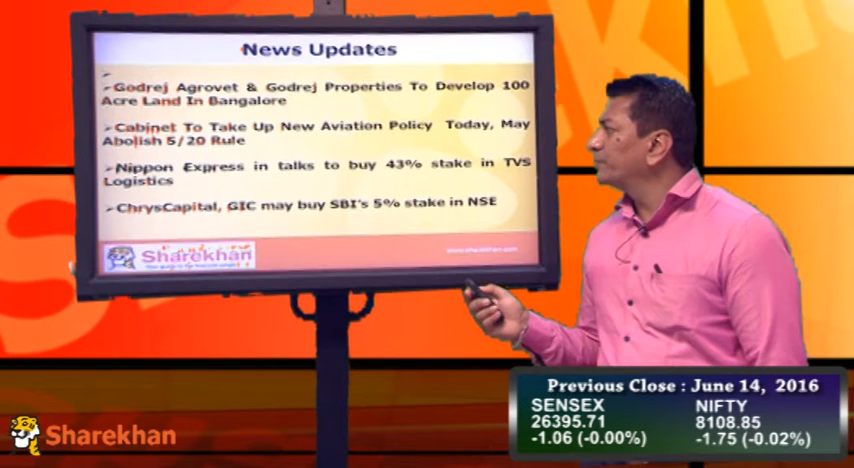 News Updates
➢
➢Godrej Agrovet & Godrej Properties To Develop 100
Acre Land In Bangalore
➢Cabinet To Take Up New Aviation Policy Today, May
Abolish 5/20 Rule
➢Nippon Express in talks to buy 43% stake in TVS
Logistics
➢ChrysCapital, GIC may buy SBI's 5% stake in NSE
Sharekhan
www.sharekhan.com
Previous Close : June 14, 2016
SENSEX NIFTY
26395.71 8108.85
-1.06 (-0.00%) -1.75 (-0.02%)
Sharekhan